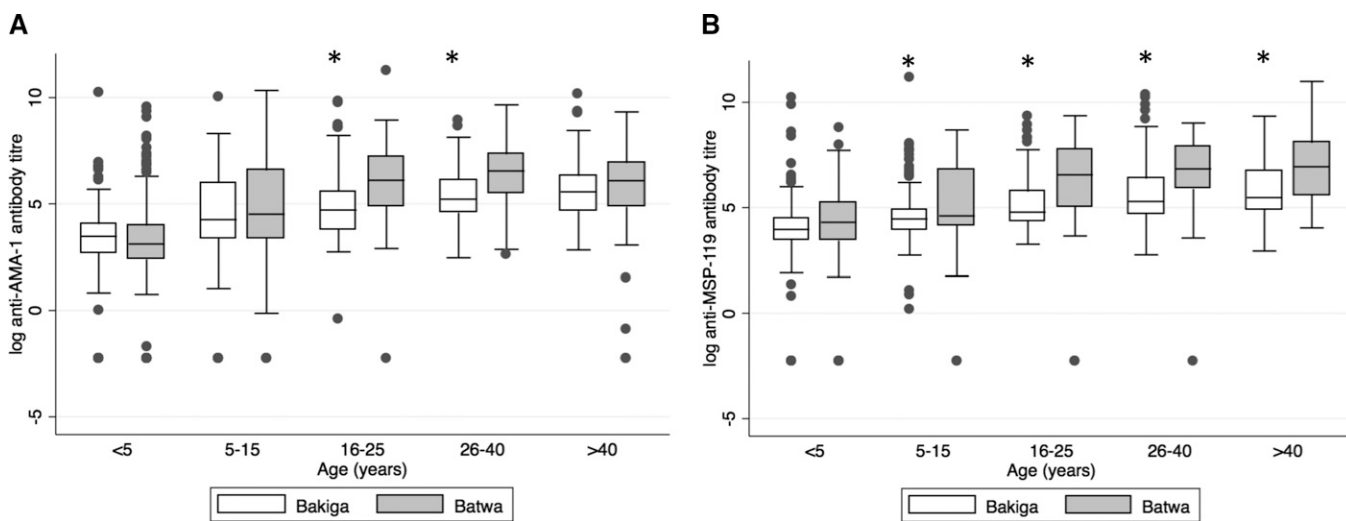 A
* *
log anti-AMA-1 antibody titre
10
5
0
-5
<5 5-15 16-25 26-40 >40
Age (years)
Bakiga Batwa
B
* * * *
log anti-MSP-119 antibody titre
10
5
0
-5
<5 5-15 16-25 26-40 >40
Age (years)
Bakiga Batwa